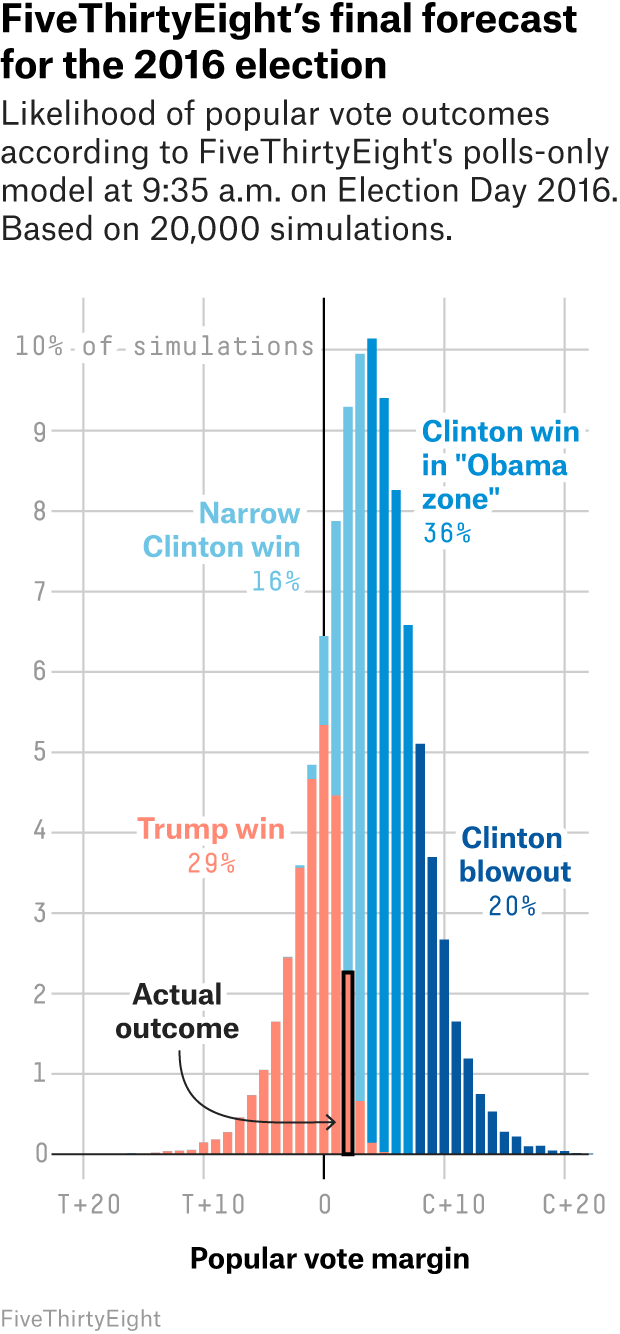 FiveThirtyEight’s final forecast
for the 2016 election
Likelihood of popular vote outcomes
according to FiveThirtyEight's polls-only
model at 9:35 a.m. on Election Day 2016.
Based on 20,000 simulations.
10% of simulations
9
Clinton win
in "Obama
zone"
36%
8
Narrow
Clinton win
16%
7
6
5
4
Trump win
29%
Clinton
blowout
20%
3
2
Actual
outcome
1
0
T+20 T+10 0 C+10 C+20
Popular vote margin
FiveThirtyEight